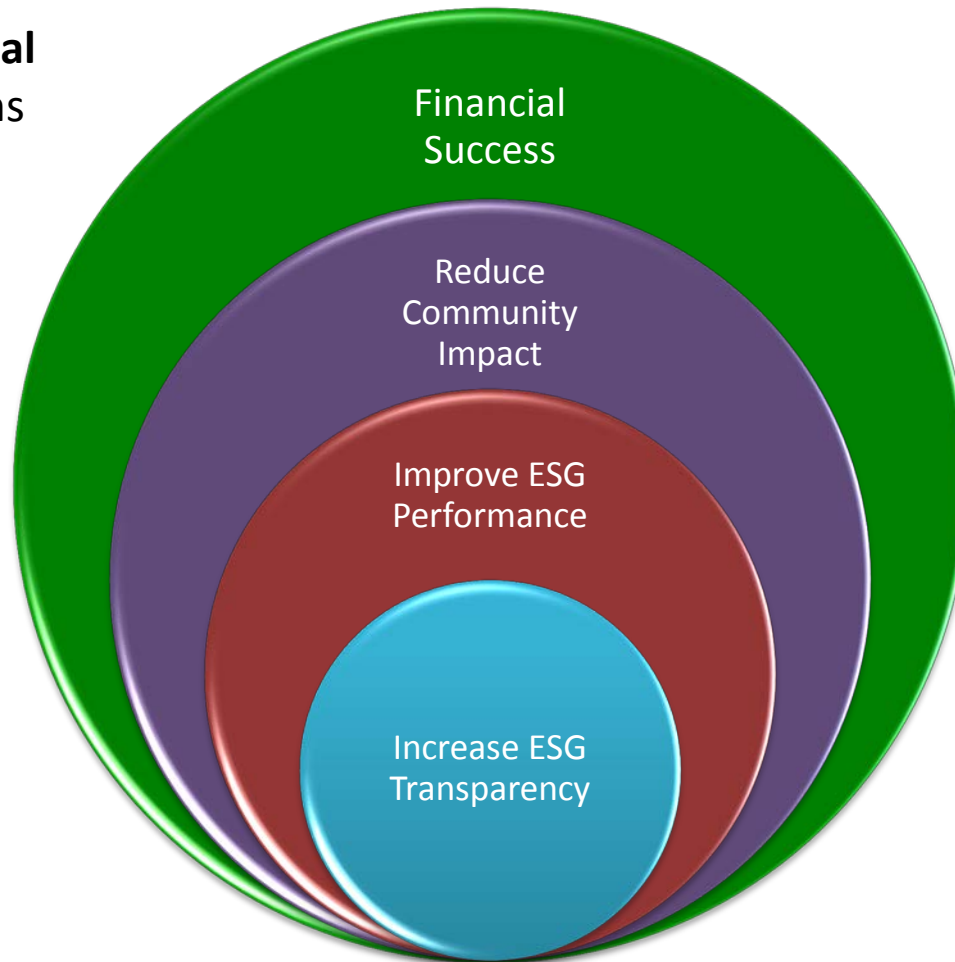 al
ns
Financial
Success
Reduce
Community
Impact
Improve ESG
Performance
Increase ESG
Transparency